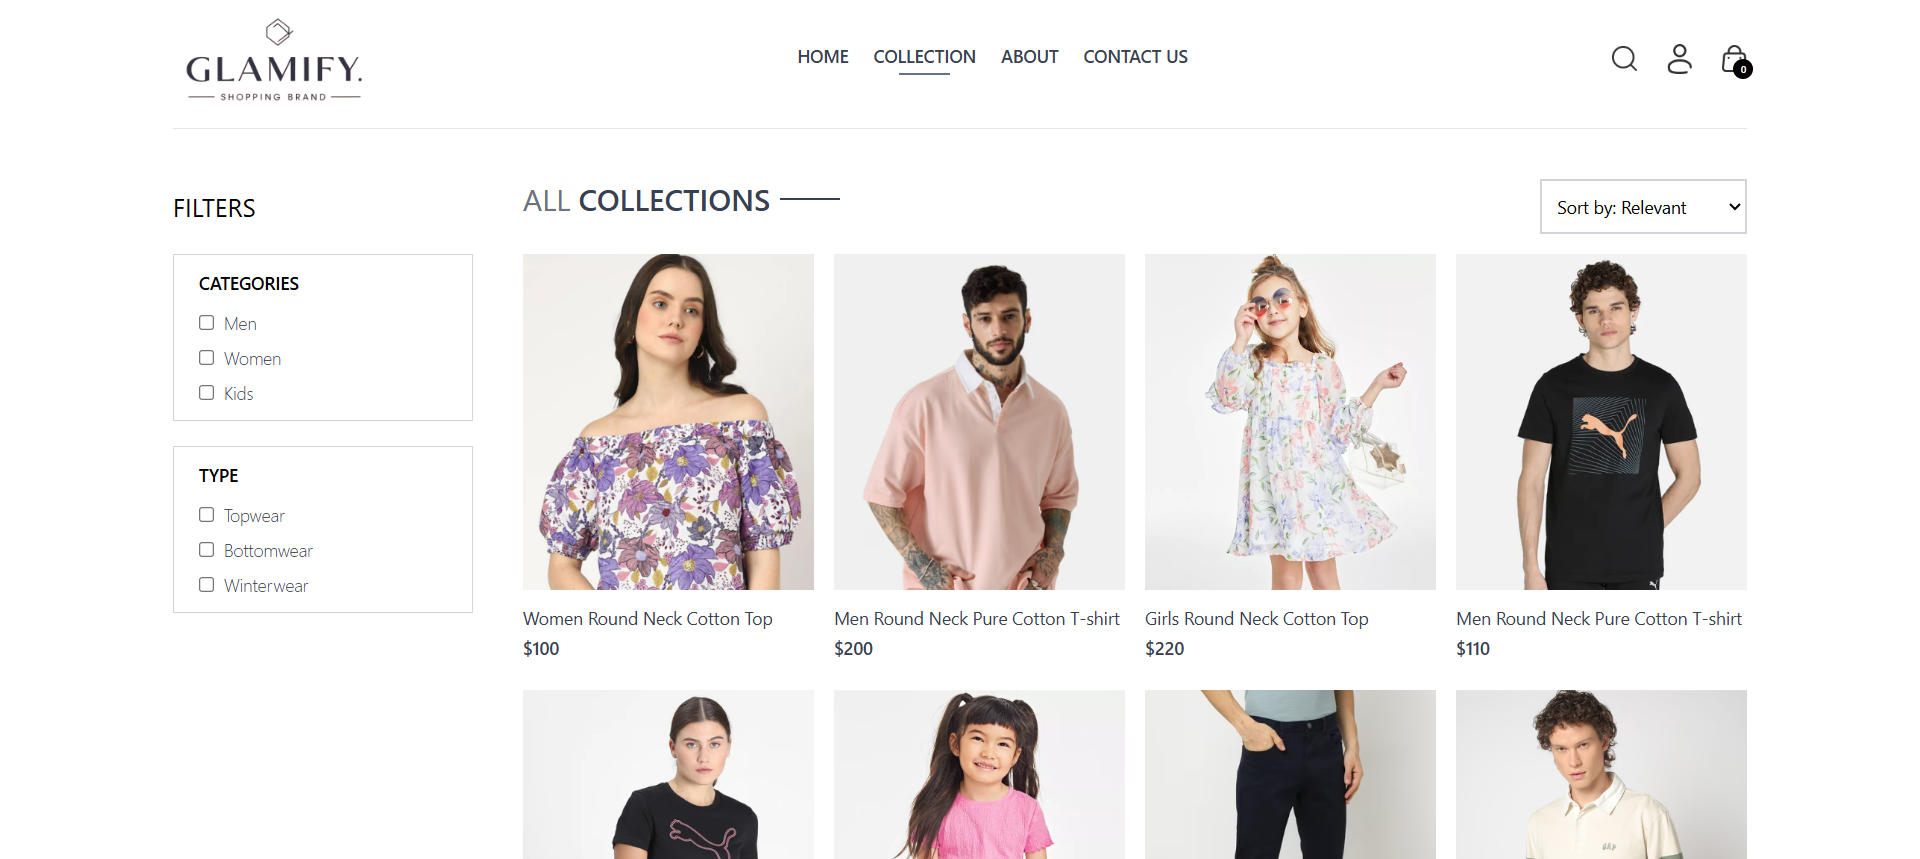 GLAMIFY.
SHOPPING BRAND
HOME COLLECTION ABOUT CONTACT US
0
FILTERS
CATEGORIES
Men
Women
Kids
TYPE
Topwear
Bottomwear
Winterwear
ALL COLLECTIONS
Sort by: Relevant
Women Round Neck Cotton Top
$100
Men Round Neck Pure Cotton T-shirt
$200
Girls Round Neck Cotton Top
$220
Men Round Neck Pure Cotton T-shirt
$110
GAP